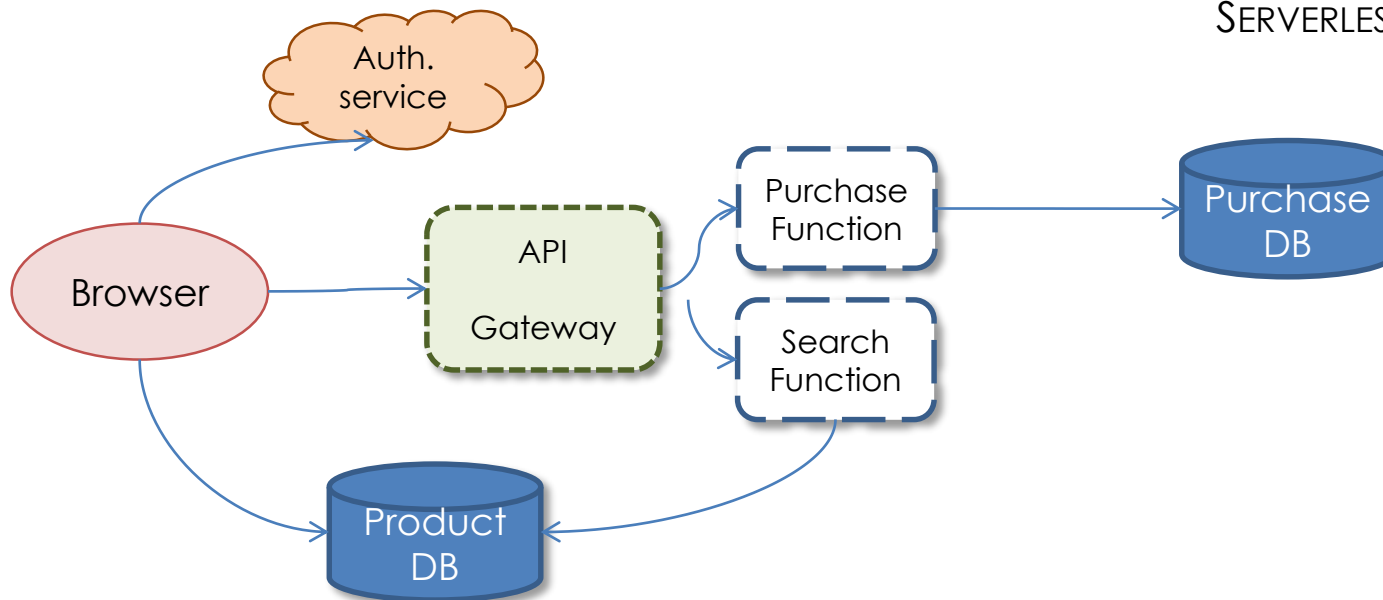 SERVERLES
Auth.
service
Purchase
Function
Purchase
DB
API
Gateway
Browser
Search
Function
Product
DB